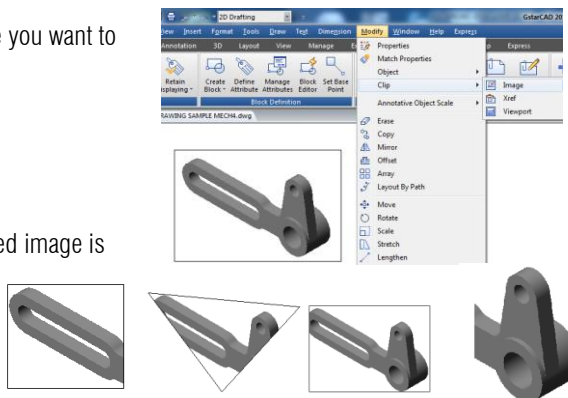 e you want to
ed image is
2D Drafting
GstarCAD 20
iew Insert Format Tools Draw Text Dimension Modify Window Help Express
Annotation 3D Layout View Manage Ex
p Express
Retain
isplaying
Create
Block
Define
Attribute
Manage
Attributes
Block
Editor
Set Base
Point
Block Definition
RAWING SAMPLE MECH4.dwg
Properties
Match Properties
Object
Clip
Annotative Object Scale
Erase
Copy
Mirror
Offset
Array
Layout By Path
Move
Rotate
Scale
Stretch
Lengthen
Image
Xref
Viewport